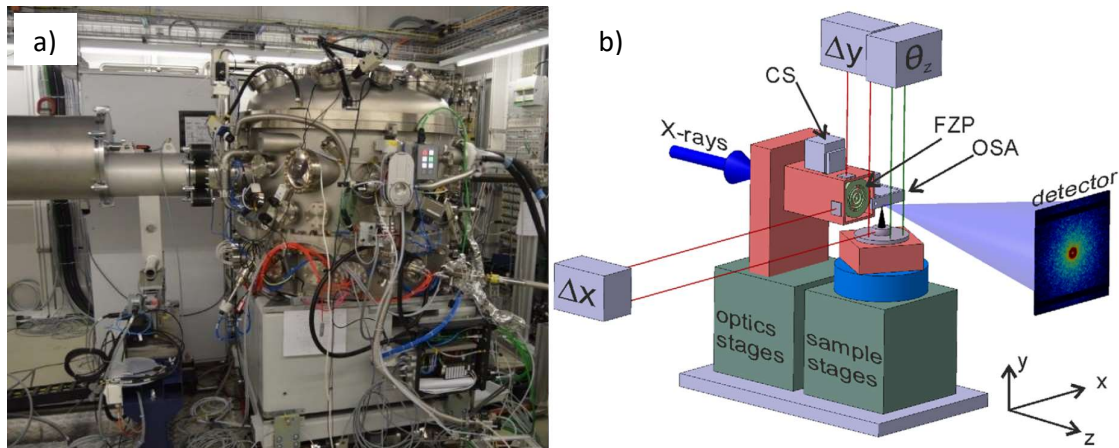 a)
b)
Δy
θz
CS
FZP
OSA
X-rays
detector
Δx
optics
stages
sample
stages
y
x
z